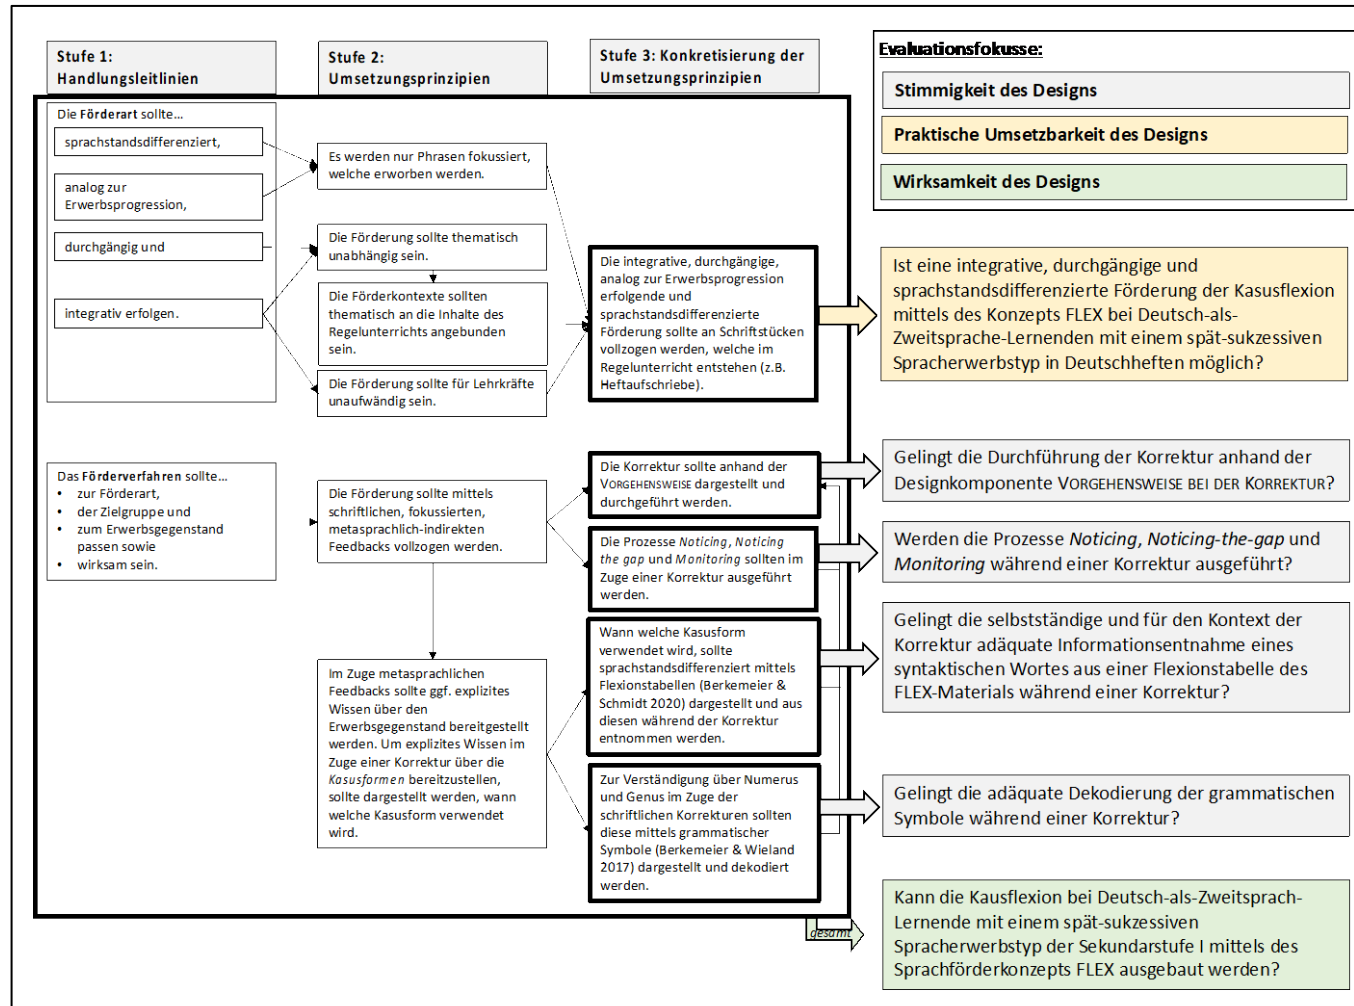 Stufe 1:
Handlungsleitlinien
Stufe 2:
Umsetzungsprinzipien
Stufe 3: Konkretisierung der
Umsetzungsprinzipien
Evaluationsfokusse:
Stimmigkeit des Designs
Praktische Umsetzbarkeit des Designs
Wirksamkeit des Designs
Die Förderart sollte...
sprachstandsdifferenziert,
analog zur
Erwerbsprogression,
durchgängig und
integrativ erfolgen.
Es werden nur Phrasen fokussiert,
welche erworben werden.
Die Förderung sollte thematisch
unabhängig sein.
Die Förderkontexte sollten
thematisch an die Inhalte des
Regelunterrichts angebunden
sein.
Die Förderung sollte für Lehrkräfte
unaufwändig sein.
Die integrative, durchgängige,
analog zur Erwerbsprogression
erfolgende und
sprachstandsdifferenzierte
Förderung sollte an Schriftstücken
vollzogen werden, welche im
Regelunterricht entstehen (z.B.
Heftaufschriebe).
Ist eine integrative, durchgängige und
sprachstandsdifferenzierte Förderung der Kasusflexion
mittels des Konzepts FLEX bei Deutsch-als-
Zweitsprache-Lernenden mit einem spät-sukzessiven
Spracherwerbstyp in Deutschheften möglich?
Das Förderverfahren sollte...
• zur Förderart,
• der Zielgruppe und
• zum Erwerbsgegenstand
passen sowie
• wirksam sein.
Die Förderung sollte mittels
schriftlichen, fokussierten,
metasprachlich-indirekten
Feedbacks vollzogen werden.
Im Zuge metasprachlichen
Feedbacks sollte ggf. explizites
Wissen über den
Erwerbsgegenstand bereitgestellt
werden. Um explizites Wissen im
Zuge einer Korrektur über die
Kasusformen bereitzustellen,
sollte dargestellt werden, wann
welche Kasusform verwendet
wird.
Die Korrektur sollte anhand der
VORGEHENSWEISE dargestellt und
durchgeführt werden.
Die Prozesse Noticing, Noticing
the gap und Monitoring sollten im
Zuge einer Korrektur ausgeführt
werden.
Wann welche Kasusform
verwendet wird, sollte
sprachstandsdifferenziert mittels
Flexionstabellen (Berkemeier &
Schmidt 2020) dargestellt und aus
diesen während der Korrektur
entnommen werden.
Zur Verständigung über Numerus
und Genus im Zuge der
schriftlichen Korrekturen sollten
diese mittels grammatischer
Symbole (Berkemeier & Wieland
2017) dargestellt und dekodiert
werden.
Gelingt die Durchführung der Korrektur anhand der
Designkomponente VORGEHENSWEISE BEI DER KORREKTUR?
Werden die Prozesse Noticing, Noticing-the-gap und
Monitoring während einer Korrektur ausgeführt?
Gelingt die selbstständige und für den Kontext der
Korrektur adäquate Informationsentnahme eines
syntaktischen Wortes aus einer Flexionstabelle des
FLEX-Materials während einer Korrektur?
Gelingt die adäquate Dekodierung der grammatischen
Symbole während einer Korrektur?
gesamt
Kann die Kausflexion bei Deutsch-als-Zweitsprach-
Lernende mit einem spät-sukzessiven
Spracherwerbstyp der Sekundarstufe I mittels des
Sprachförderkonzepts FLEX ausgebaut werden?